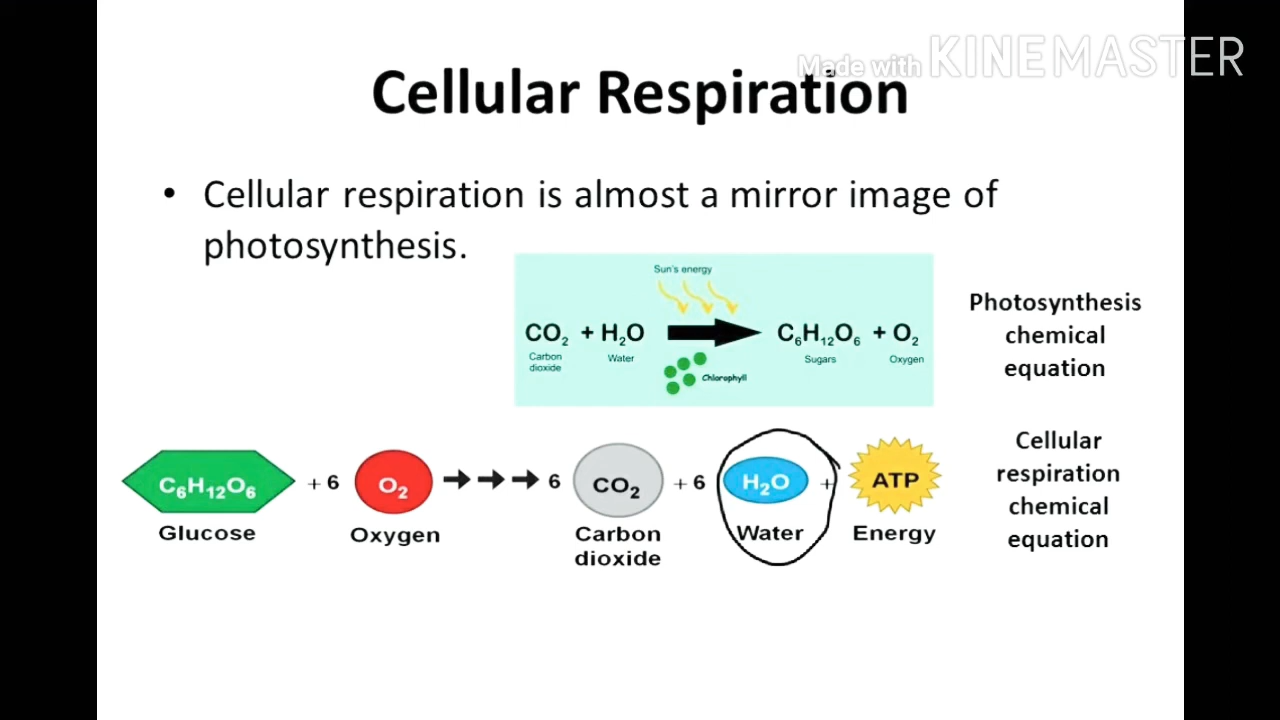 Made with KINEMASTER
Cellular Respiration
• Cellular respiration is almost a mirror image of
photosynthesis.
Sun's energy
CO₂ + H₂O C₆H₁₂O₆ + O₂
Carbon
dioxide
Water
Sugars
Oxygen
Chlorophyll
Photosynthesis
chemical
equation
C₆H₁₂O₆ + 6 O₂ → → → 6 CO₂ + 6 H₂O + ATP
Glucose
Oxygen
Carbon
dioxide
Water
Energy
Cellular
respiration
chemical
equation